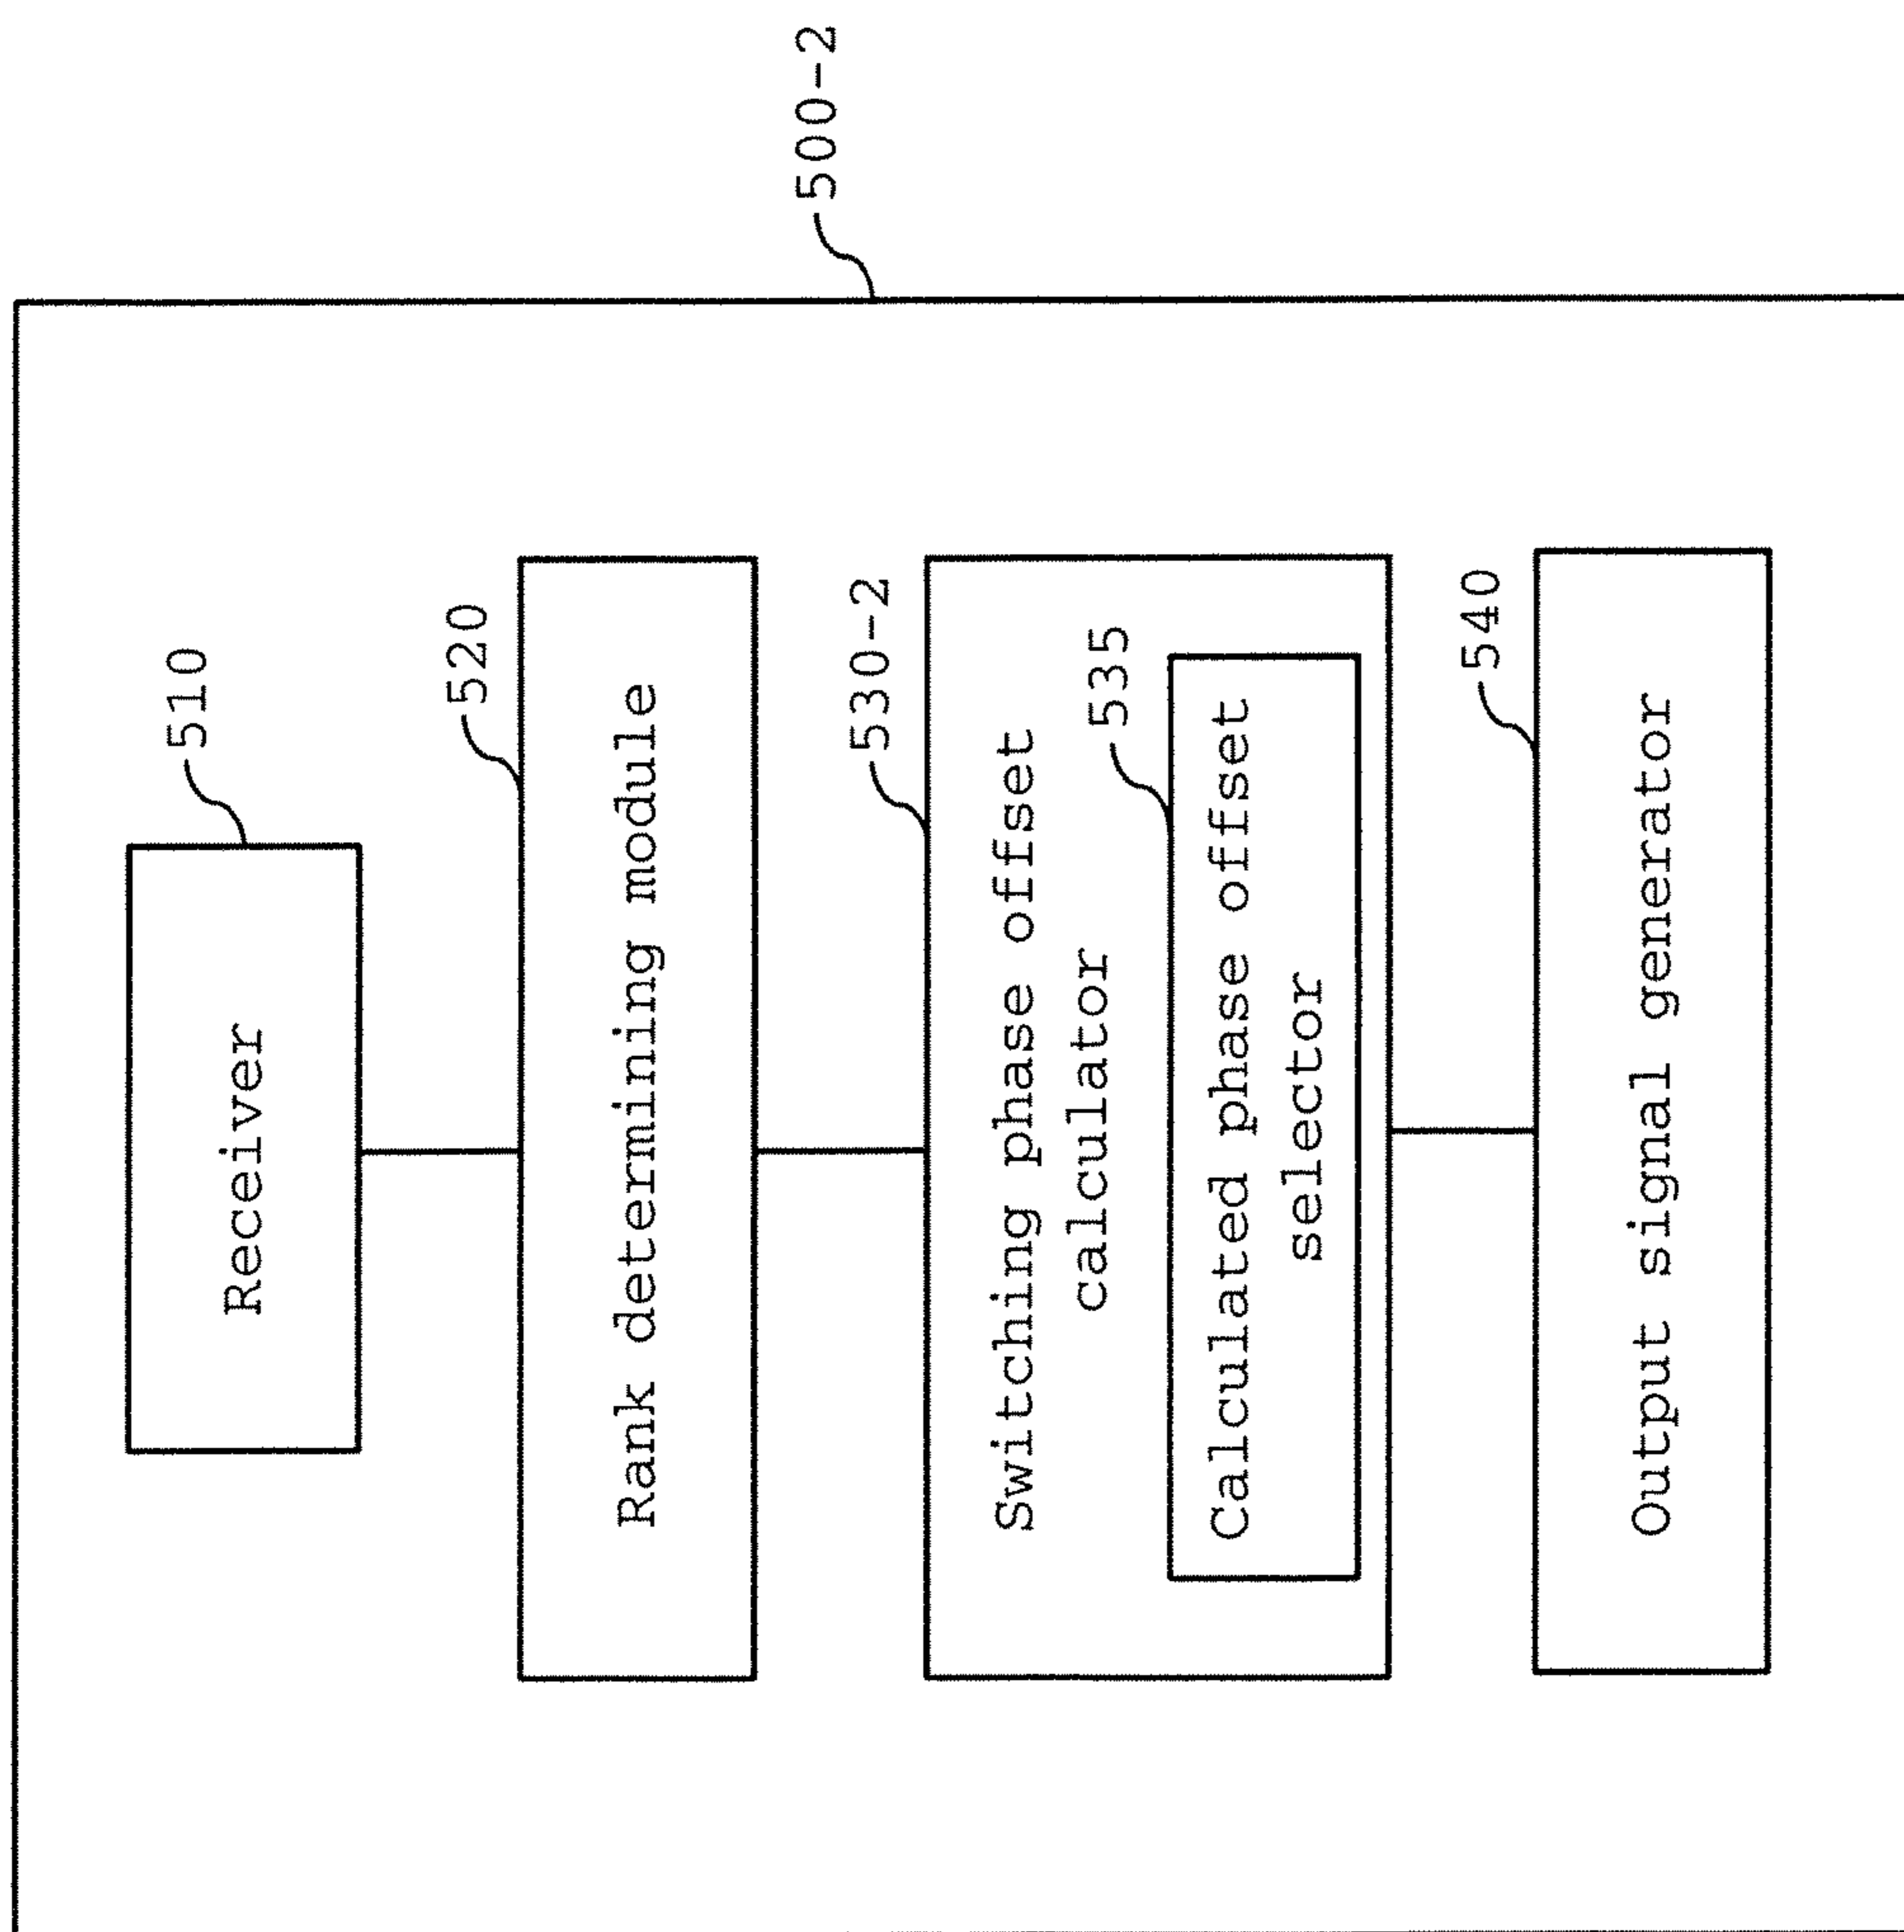 500-2
510
Receiver
520
Rank determining module
530-2
Switching phase offset
calculator
535
Calculated phase offset
selector
540
Output signal generator